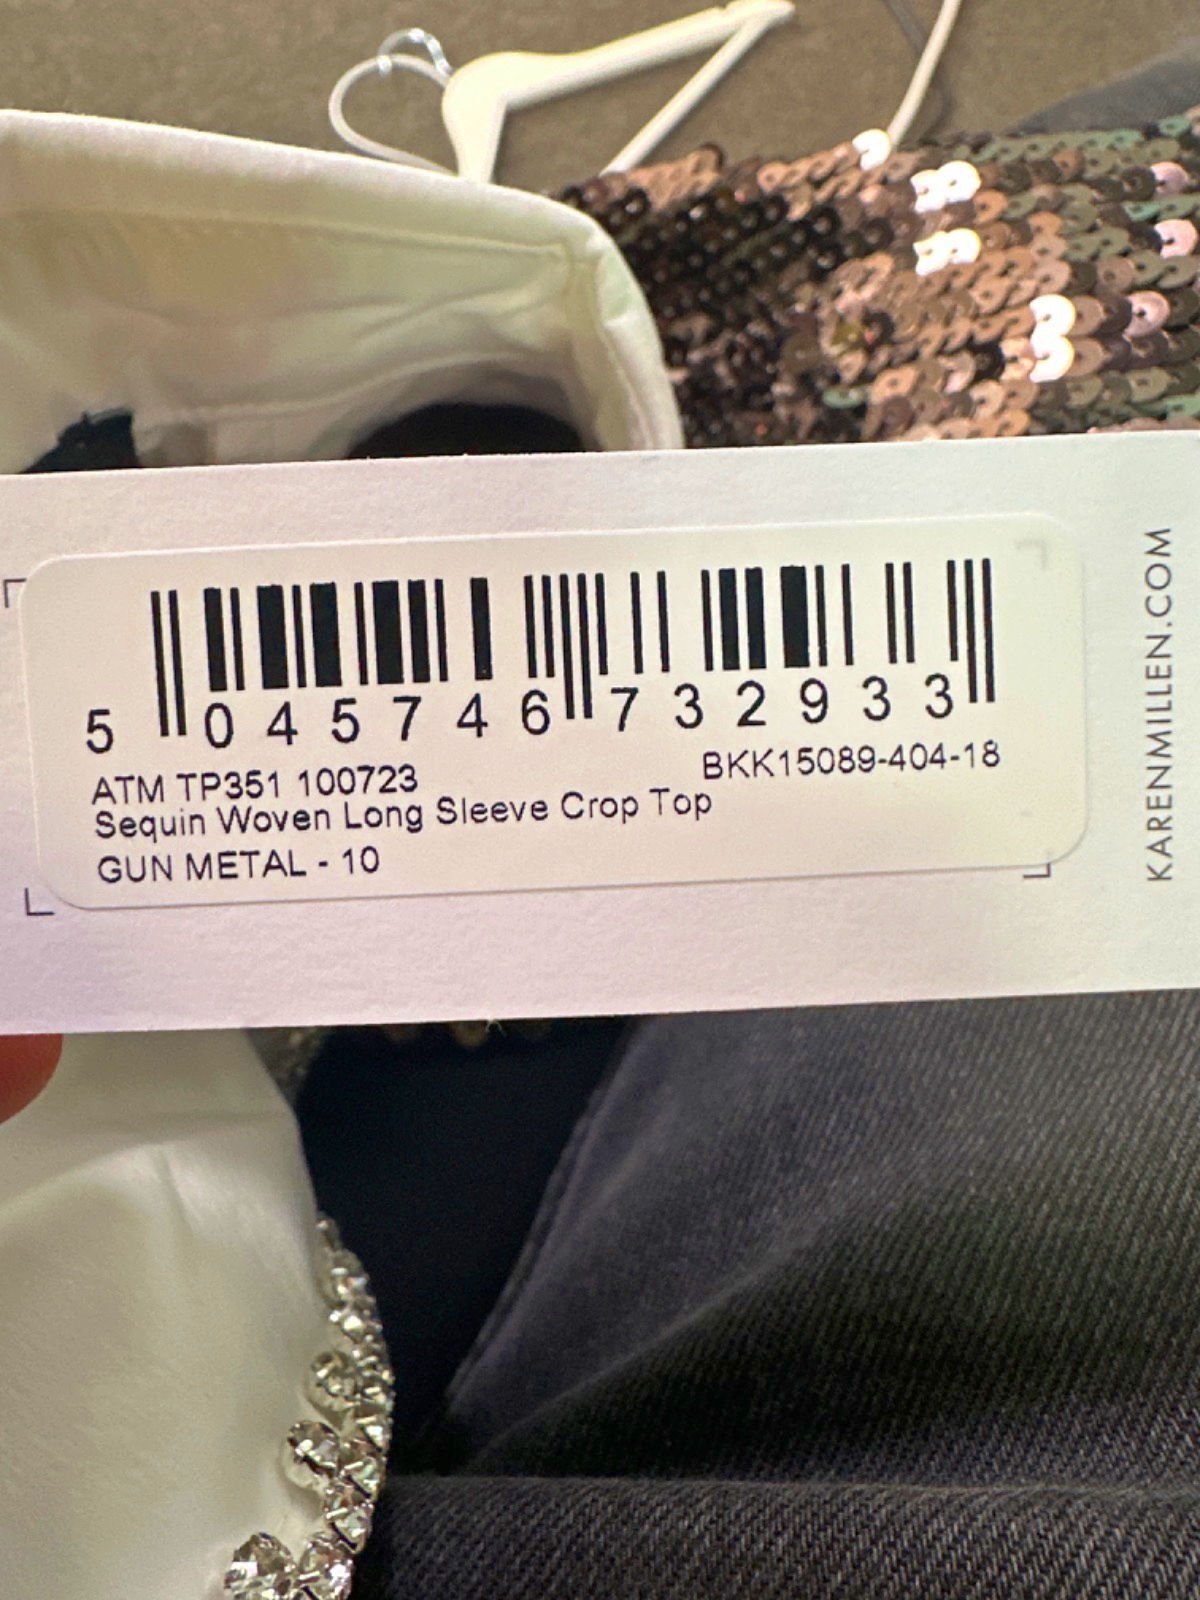 5 045746 732933
ATM TP351 100723
BKK15089-404-18
Sequin Woven Long Sleeve Crop Top
GUN METAL - 10
KARENMILLEN.COM